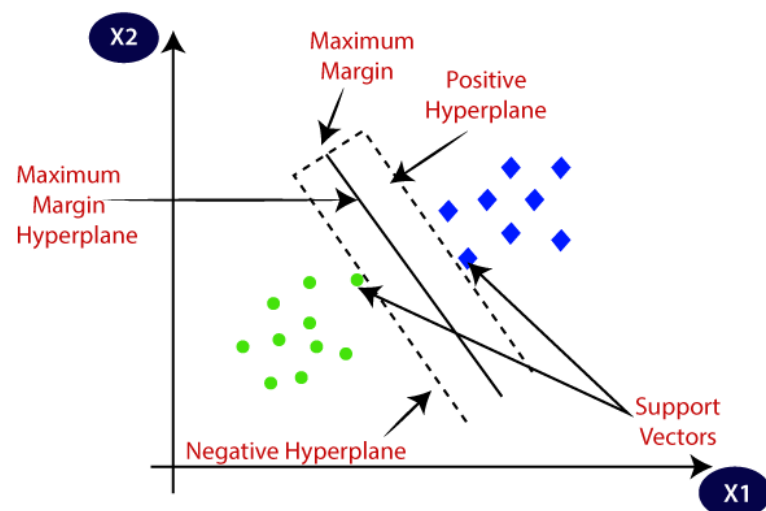 X2
Maximum
Margin
Positive
Hyperplane
Maximum
Margin
Hyperplane
Support
Vectors
Negative Hyperplane
X1